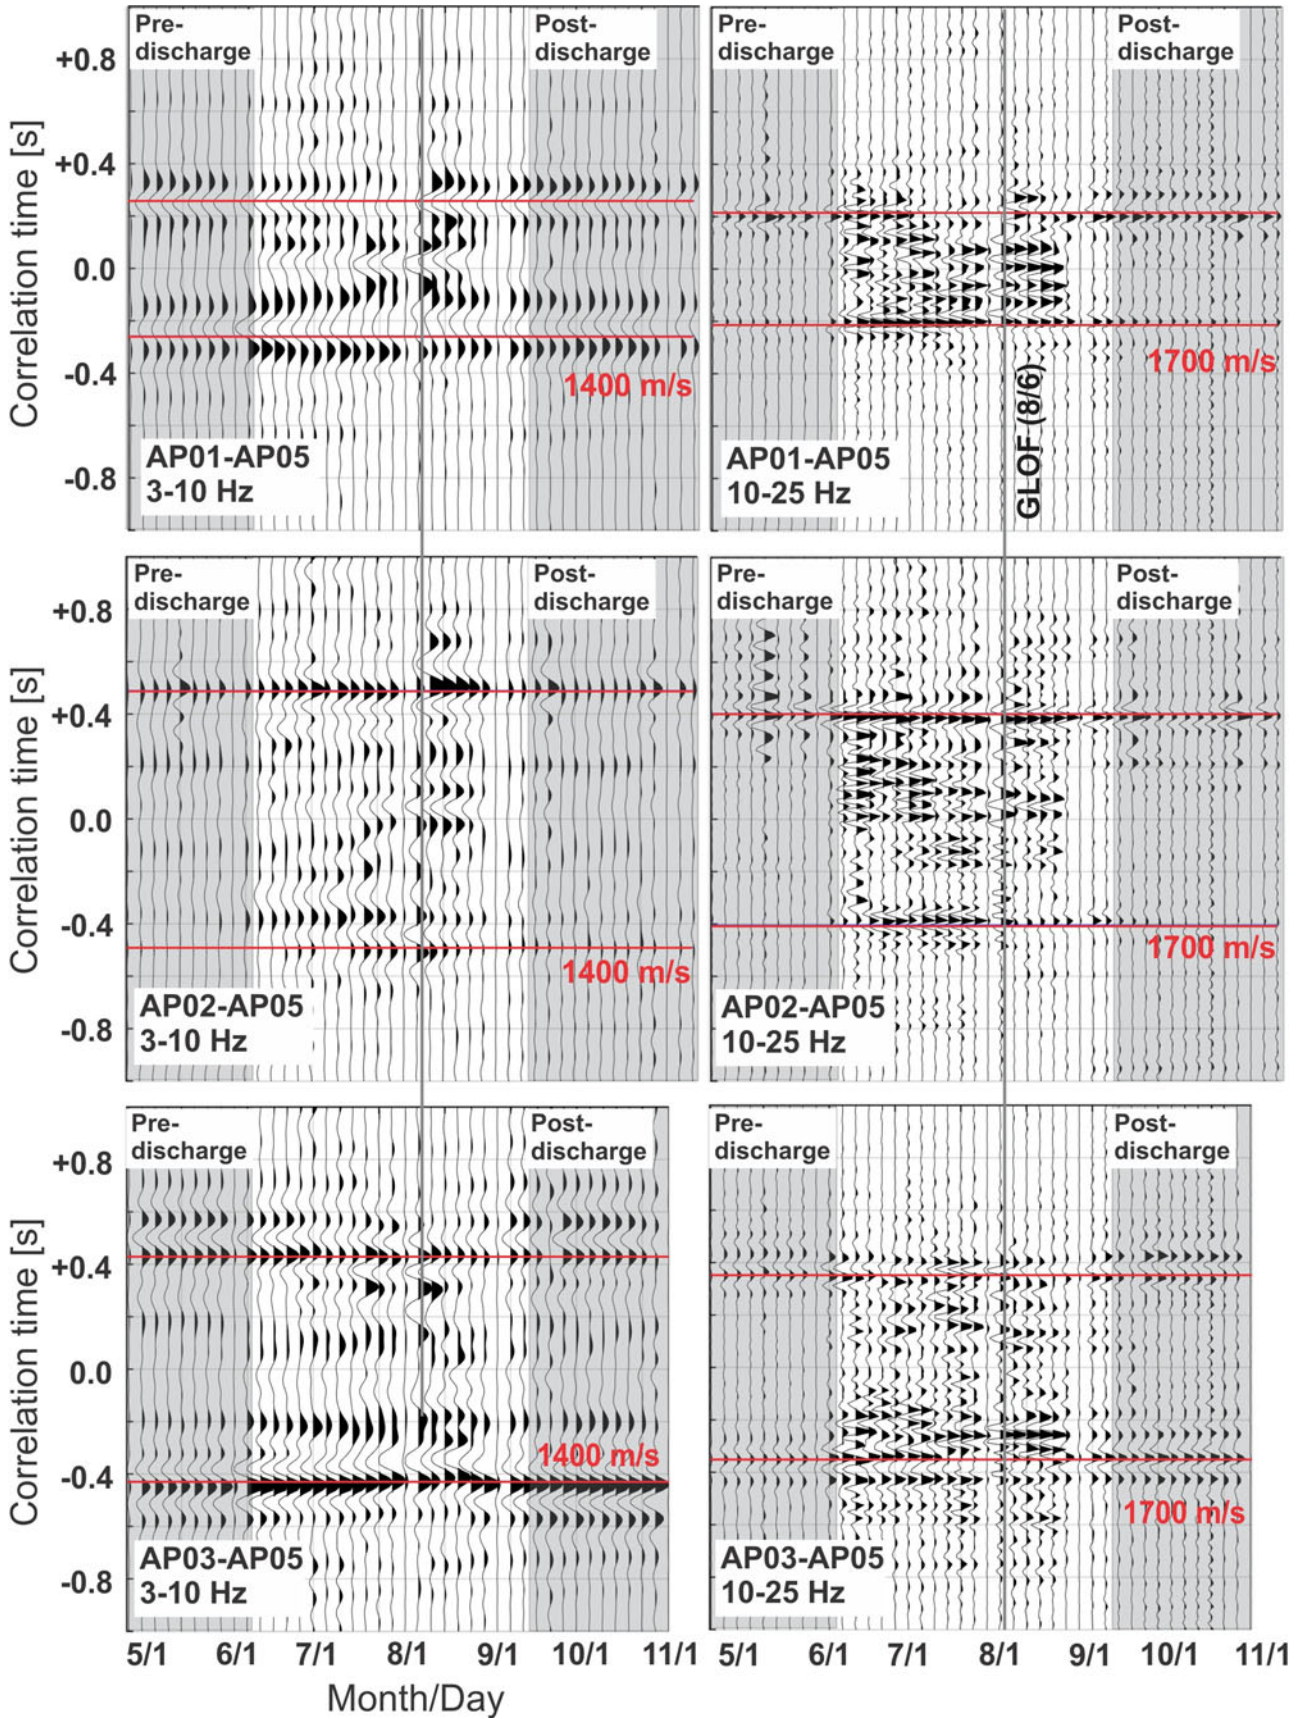 Pre-
discharge
Post-
discharge
+0.8
+0.4
0.0
-0.4
-0.8
Correlation time [s]
1400 m/s
AP01-AP05
3-10 Hz
Pre-
discharge
Post-
discharge
1700 m/s
GLOF (8/6)
AP01-AP05
10-25 Hz
Pre-
discharge
Post-
discharge
+0.8
+0.4
0.0
-0.4
-0.8
Correlation time [s]
1400 m/s
AP02-AP05
3-10 Hz
Pre-
discharge
Post-
discharge
1700 m/s
AP02-AP05
10-25 Hz
Pre-
discharge
Post-
discharge
+0.8
+0.4
0.0
-0.4
-0.8
Correlation time [s]
1400 m/s
AP03-AP05
3-10 Hz
Pre-
discharge
Post-
discharge
1700 m/s
AP03-AP05
10-25 Hz
5/1 6/1 7/1 8/1 9/1 10/1 11/1
5/1 6/1 7/1 8/1 9/1 10/1 11/1
Month/Day